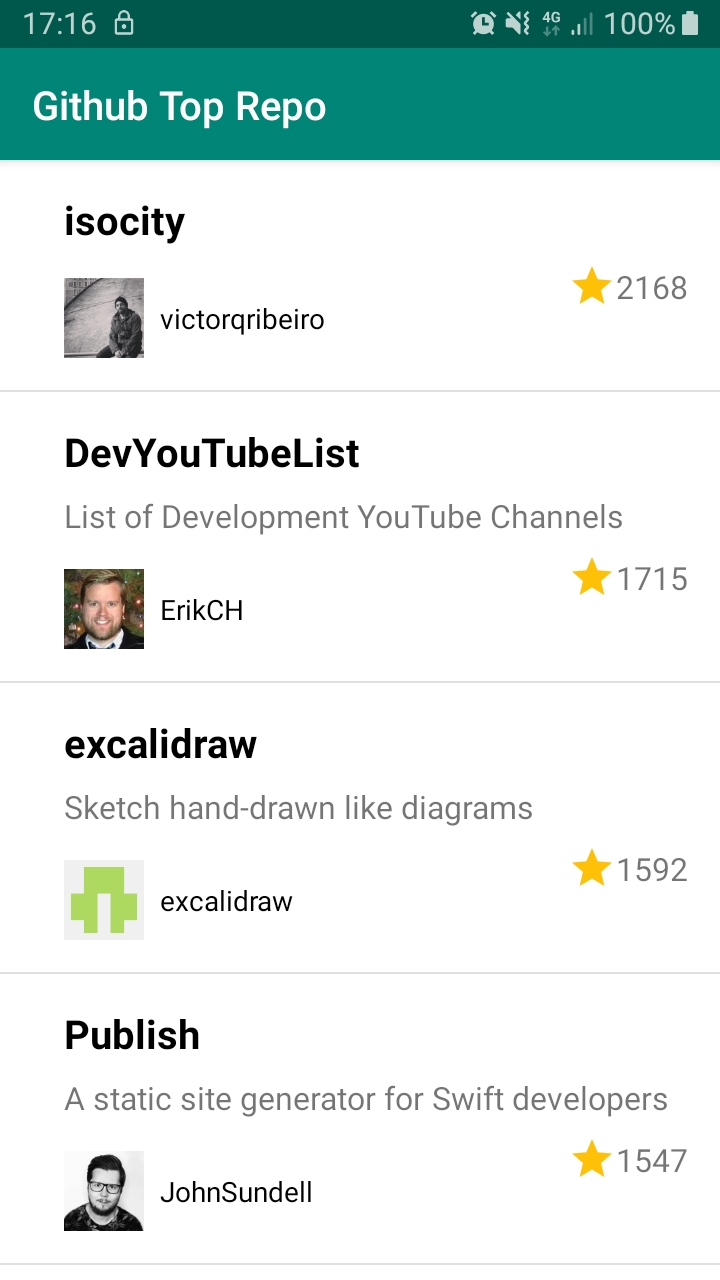 17:16 4G 100%
Github Top Repo
isocity
2168
victorqribeiro
DevYouTubeList
List of Development YouTube Channels
1715
ErikCH
excalidraw
Sketch hand-drawn like diagrams
1592
excalidraw
Publish
A static site generator for Swift developers
1547
JohnSundell